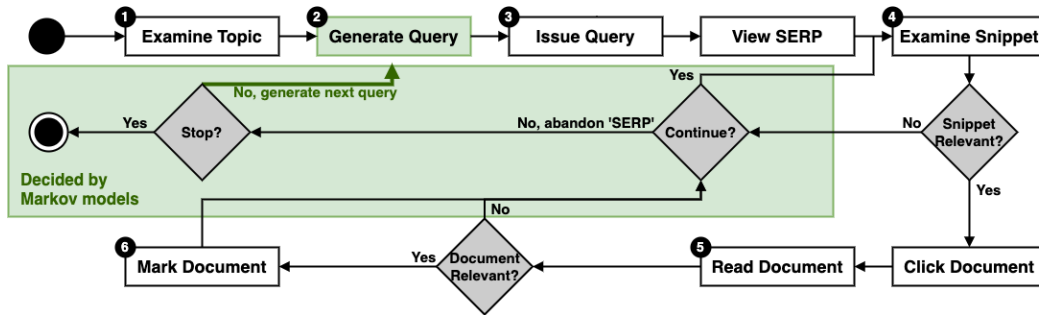 1
Examine Topic
2
Generate Query
3
Issue Query
View SERP
4
Examine Snippet
Yes
No, generate next query
Yes
Stop?
No, abandon 'SERP'
Continue?
No
Snippet
Relevant?
Decided by
Markov models
Yes
No
6
Mark Document
Yes
Document
Relevant?
5
Read Document
Click Document